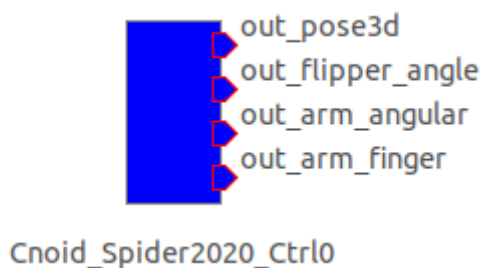 out_pose3d
out_flipper_angle
out_arm_angular
out_arm_finger
Cnoid_Spider2020_Ctrl0